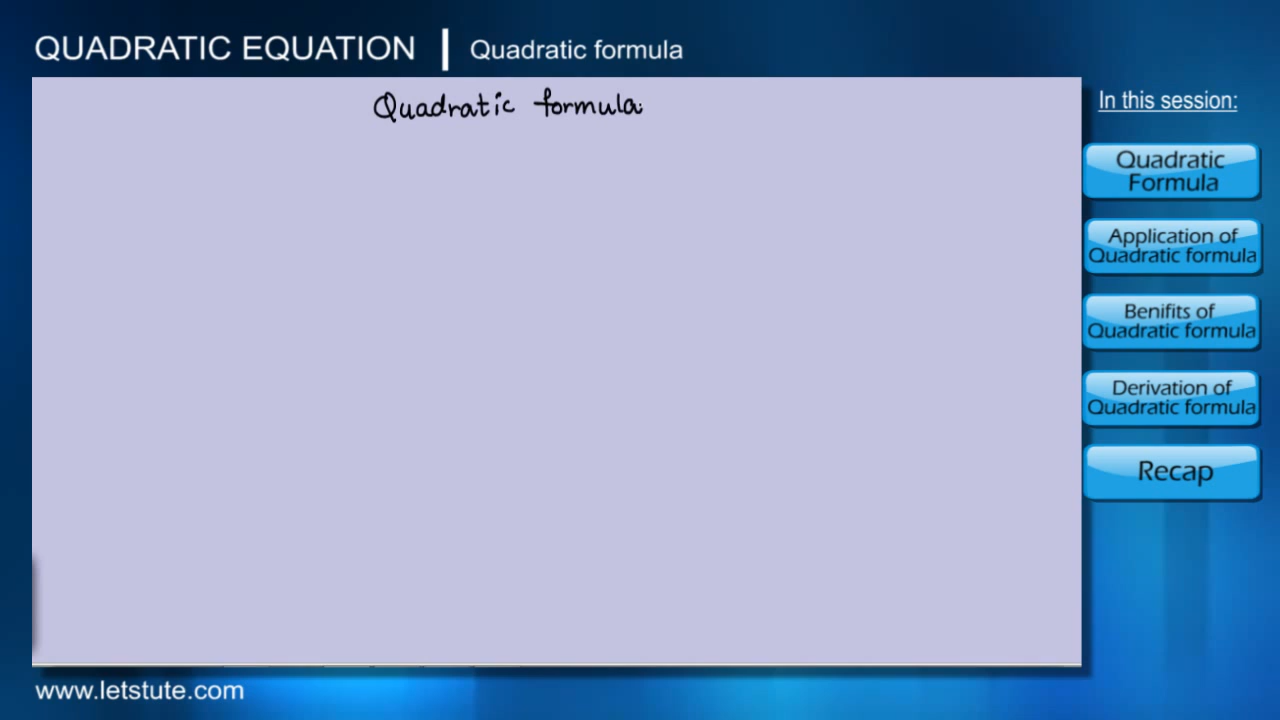 QUADRATIC EQUATION | Quadratic formula
Quadratic formula
In this session:
Quadratic
Formula
Application of
Quadratic formula
Benifits of
Quadratic formula
Derivation of
Quadratic formula
Recap
www.letstute.com